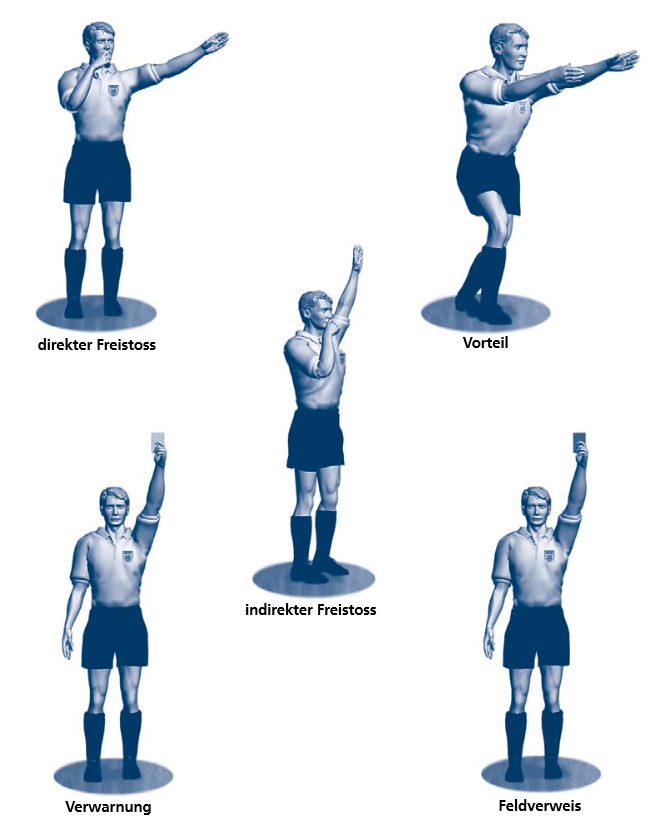 direkter Freistoss
Vorteil
indirekter Freistoss
Verwarnung
Feldverweis